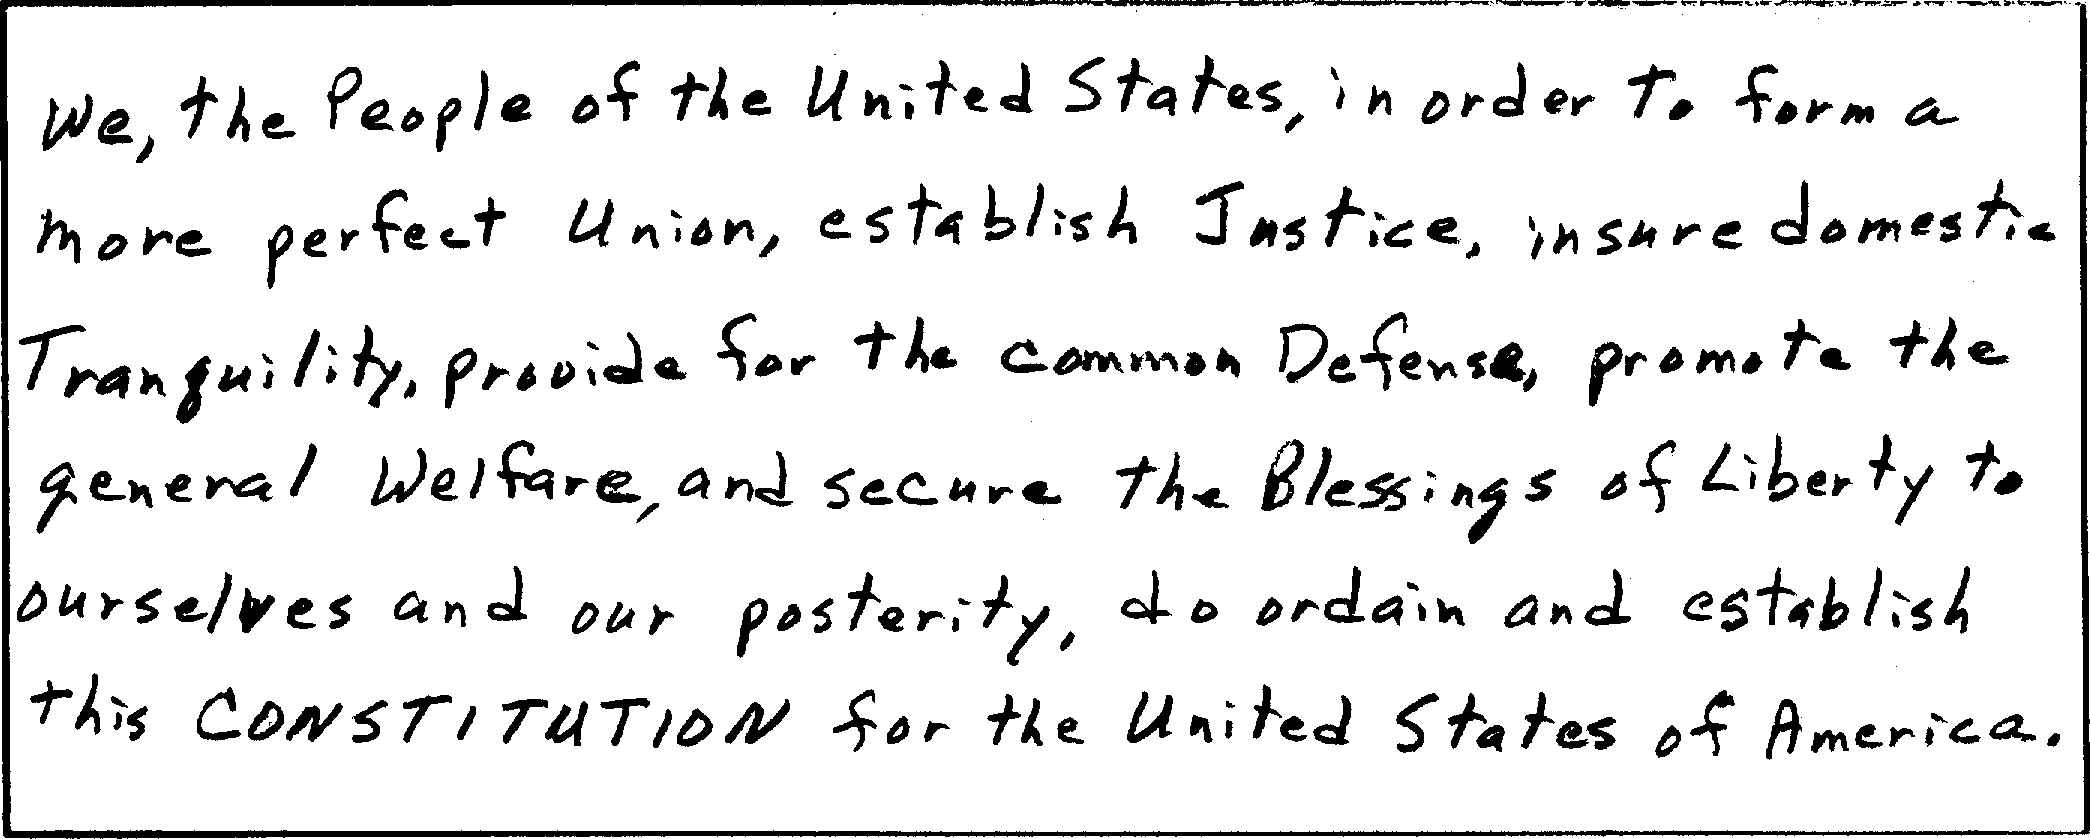 We, the People of the United States, in order to form a
more perfect Union, establish Justice, insure domestic
Tranquility, provide for the common Defense, promote the
general Welfare, and secure the Blessings of Liberty to
ourselves and our posterity, do ordain and establish
this CONSTITUTION for the United States of America.